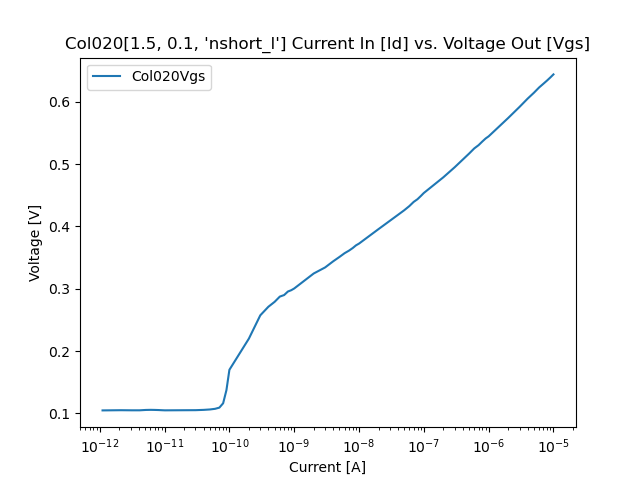 Col020[1.5, 0.1, 'nshort_l'] Current In [Id] vs. Voltage Out [Vgs]
Col020Vgs
Voltage [V]
0.6
0.5
0.4
0.3
0.2
0.1
10⁻¹² 10⁻¹¹ 10⁻¹⁰ 10⁻⁹ 10⁻⁸ 10⁻⁷ 10⁻⁶ 10⁻⁵
Current [A]